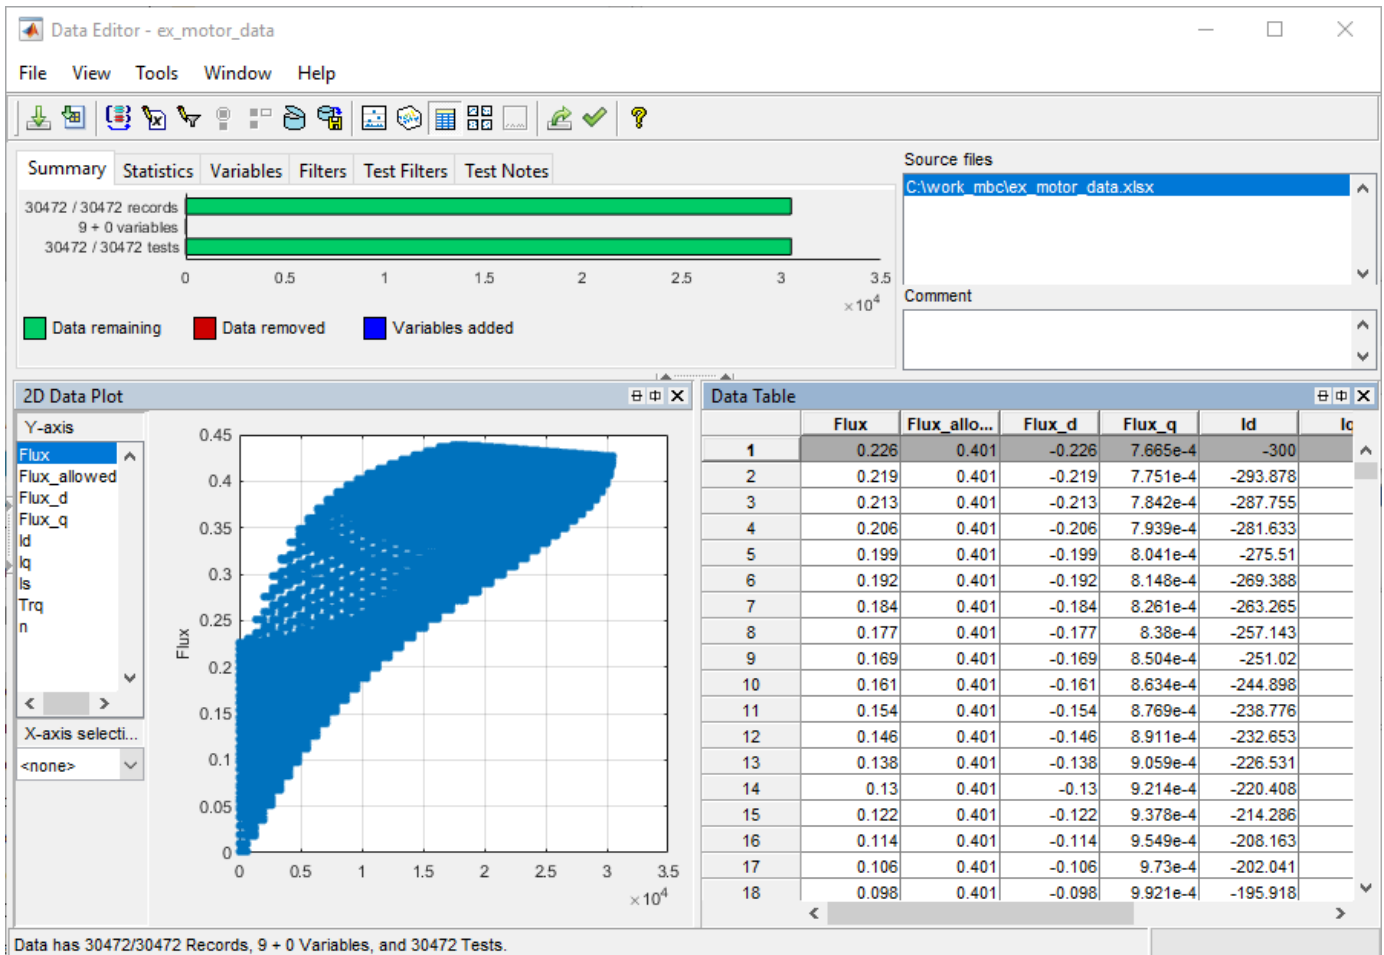 Data Editor - ex_motor_data
File View Tools Window Help
Summary Statistics Variables Filters Test Filters Test Notes
30472 / 30472 records
9 + 0 variables
30472 / 30472 tests
0 0.5 1 1.5 2 2.5 3 3.5
×10^4
Data remaining Data removed Variables added
Source files
C:\work_mbc\ex_motor_data.xlsx
Comment
2D Data Plot
Y-axis
Flux
Flux_allowed
Flux_d
Flux_q
Id
Iq
Is
Trq
n
X-axis selecti...
<none>
Flux
0.45
0.4
0.35
0.3
0.25
0.2
0.15
0.1
0.05
0
0 0.5 1 1.5 2 2.5 3 3.5
×10^4
Data Table
Flux Flux_allo... Flux_d Flux_q Id Iq
1 0.226 0.401 -0.226 7.665e-4 -300
2 0.219 0.401 -0.219 7.751e-4 -293.878
3 0.213 0.401 -0.213 7.842e-4 -287.755
4 0.206 0.401 -0.206 7.939e-4 -281.633
5 0.199 0.401 -0.199 8.041e-4 -275.51
6 0.192 0.401 -0.192 8.148e-4 -269.388
7 0.184 0.401 -0.184 8.261e-4 -263.265
8 0.177 0.401 -0.177 8.38e-4 -257.143
9 0.169 0.401 -0.169 8.504e-4 -251.02
10 0.161 0.401 -0.161 8.634e-4 -244.898
11 0.154 0.401 -0.154 8.769e-4 -238.776
12 0.146 0.401 -0.146 8.911e-4 -232.653
13 0.138 0.401 -0.138 9.059e-4 -226.531
14 0.13 0.401 -0.13 9.214e-4 -220.408
15 0.122 0.401 -0.122 9.378e-4 -214.286
16 0.114 0.401 -0.114 9.549e-4 -208.163
17 0.106 0.401 -0.106 9.73e-4 -202.041
18 0.098 0.401 -0.098 9.921e-4 -195.918
Data has 30472/30472 Records, 9 + 0 Variables, and 30472 Tests.